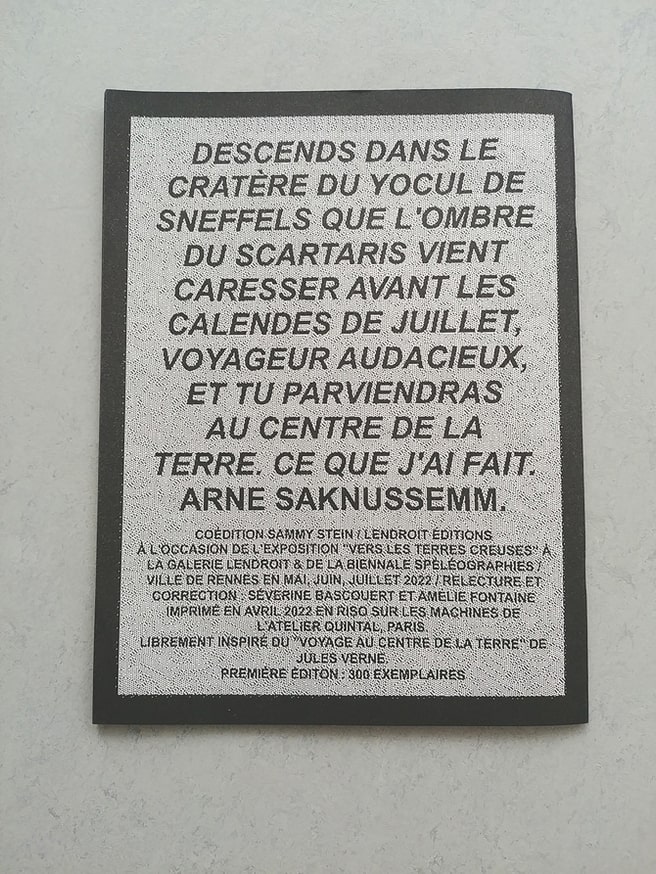 DESCENDS DANS LE
CRATÈRE DU YOCUL DE
SNEFFELS QUE L'OMBRE
DU SCARTARIS VIENT
CARESSER AVANT LES
CALENDES DE JUILLET,
VOYAGEUR AUDACIEUX,
ET TU PARVIENDRAS
AU CENTRE DE LA
TERRE. CE QUE J'AI FAIT.
ARNE SAKNUSSEMM.
COÉDITION SAMMY STEIN / LENDROIT ÉDITIONS
À L'OCCASION DE L'EXPOSITION "VERS LES TERRES CREUSES" À
LA GALERIE LENDROIT & DE LA BIENNALE SPÉLÉOGRAPHIES /
VILLE DE RENNES EN MAI, JUIN, JUILLET 2022 / RELECTURE ET
CORRECTION : SÉVERINE BASCOUERT ET AMÉLIE FONTAINE
IMPRIMÉ EN AVRIL 2022 EN RISO SUR LES MACHINES DE
L'ATELIER QUINTAL, PARIS
LIBREMENT INSPIRÉ DU "VOYAGE AU CENTRE DE LA TERRE" DE
JULES VERNE.
PREMIÈRE ÉDITON : 300 EXEMPLAIRES